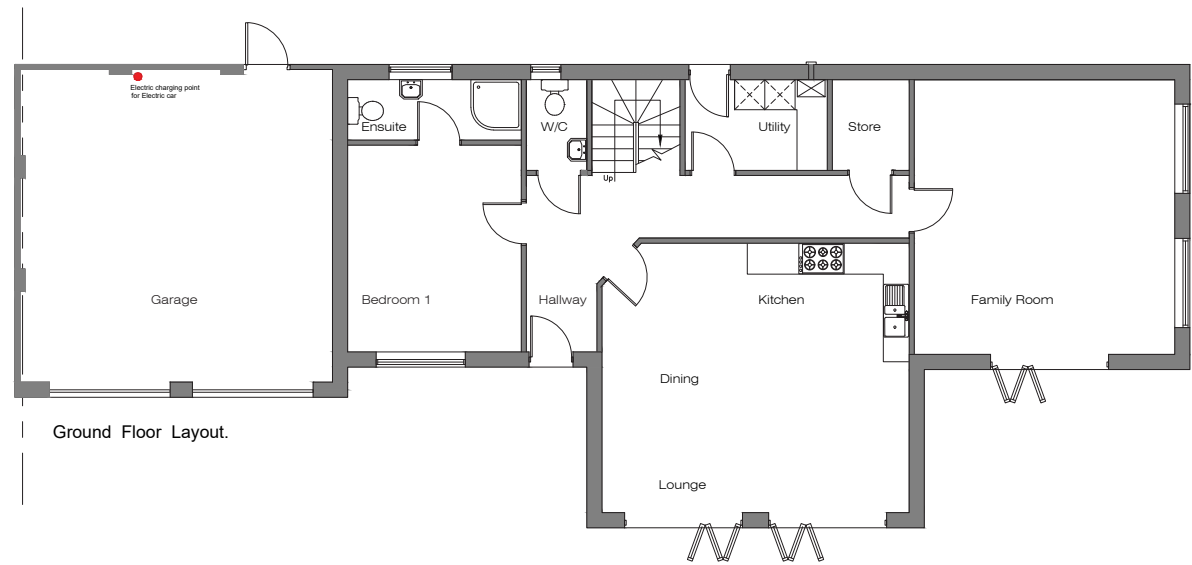 Electric charging point
for Electric car
Ensuite
W/C
Utility
Store
Up
Garage
Bedroom 1
Hallway
Kitchen
Family Room
Dining
Ground Floor Layout.
Lounge